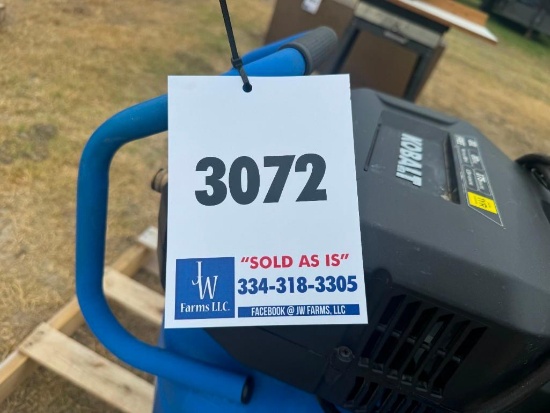 3072
"SOLD AS IS"
334-318-3305
JW
Farms LLC.
FACEBOOK @ JW FARMS, LLC
KOBALT